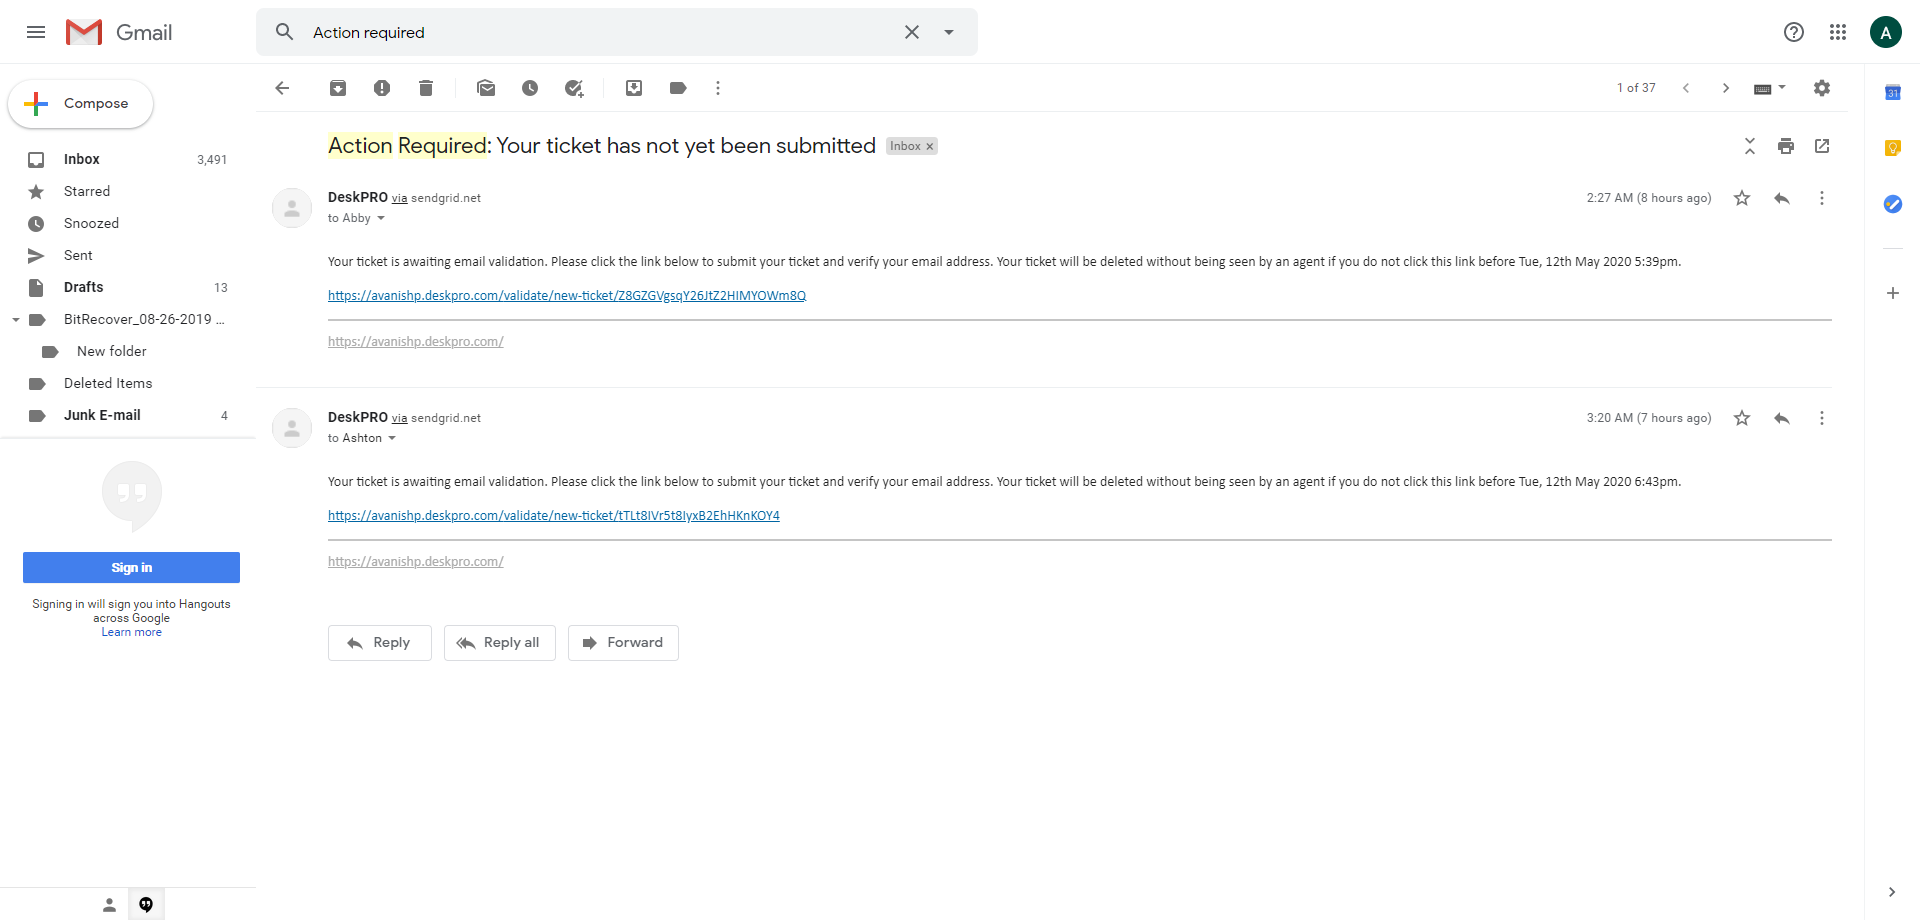 Gmail
Action required
A
Compose
1 of 37
31
Inbox 3,491
Starred
Snoozed
Sent
Drafts 13
BitRecover_08-26-2019 ...
New folder
Deleted Items
Junk E-mail 4
Sign in
Signing in will sign you into Hangouts
across Google
Learn more
Action Required: Your ticket has not yet been submitted Inbox x
DeskPRO via sendgrid.net 2:27 AM (8 hours ago)
to Abby
Your ticket is awaiting email validation. Please click the link below to submit your ticket and verify your email address. Your ticket will be deleted without being seen by an agent if you do not click this link before Tue, 12th May 2020 5:39pm.
https://avanishp.deskpro.com/validate/new-ticket/Z8GZGVgsqY26JtZ2HIMYOWm8Q
https://avanishp.deskpro.com/
DeskPRO via sendgrid.net 3:20 AM (7 hours ago)
to Ashton
Your ticket is awaiting email validation. Please click the link below to submit your ticket and verify your email address. Your ticket will be deleted without being seen by an agent if you do not click this link before Tue, 12th May 2020 6:43pm.
https://avanishp.deskpro.com/validate/new-ticket/tTLt8IVr5t8IyxB2EhHKnKOY4
https://avanishp.deskpro.com/
Reply Reply all Forward